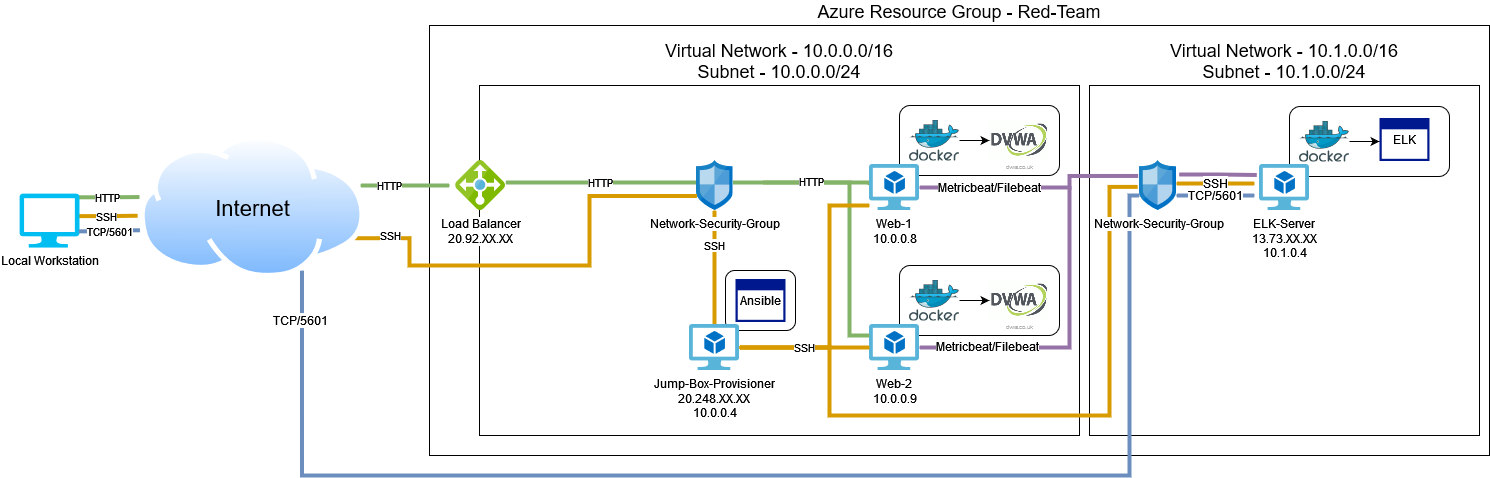 Azure Resource Group - Red-Team
Virtual Network - 10.0.0.0/16
Subnet - 10.0.0.0/24
Virtual Network - 10.1.0.0/16
Subnet - 10.1.0.0/24
HTTP
SSH
TCP/5601
Local Workstation
Internet
HTTP
SSH
TCP/5601
Load Balancer
20.92.XX.XX
HTTP
Network-Security-Group
SSH
HTTP
docker
DVWA
dvwa.co.uk
Metricbeat/Filebeat
Web-1
10.0.0.8
Ansible
Jump-Box-Provisioner
20.248.XX.XX
10.0.0.4
SSH
docker
DVWA
dvwa.co.uk
Metricbeat/Filebeat
Web-2
10.0.0.9
docker
ELK
SSH
TCP/5601
Network-Security-Group
ELK-Server
13.73.XX.XX
10.1.0.4